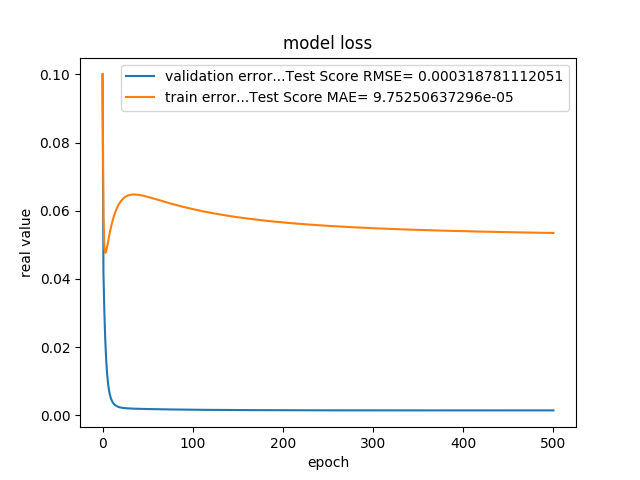 model loss
validation error...Test Score RMSE= 0.000318781112051
train error...Test Score MAE= 9.75250637296e-05
real value
0.10
0.08
0.06
0.04
0.02
0.00
0
100
200
300
400
500
epoch